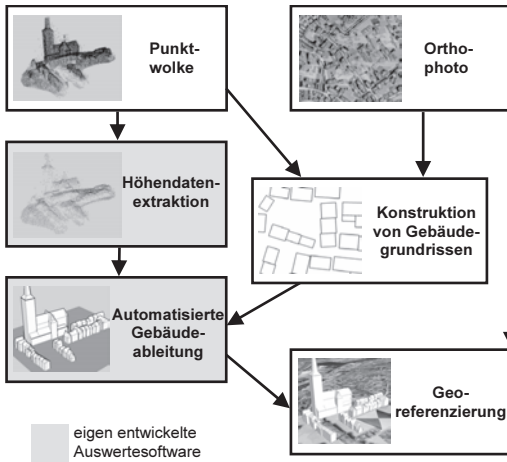 Punkt-
wolke
Ortho-
photo
Höhendaten-
extraktion
Konstruktion
von Gebäude-
grundrissen
Automatisierte
Gebäude-
ableitung
Geo-
referenzierung
eigen entwickelte
Auswertesoftware